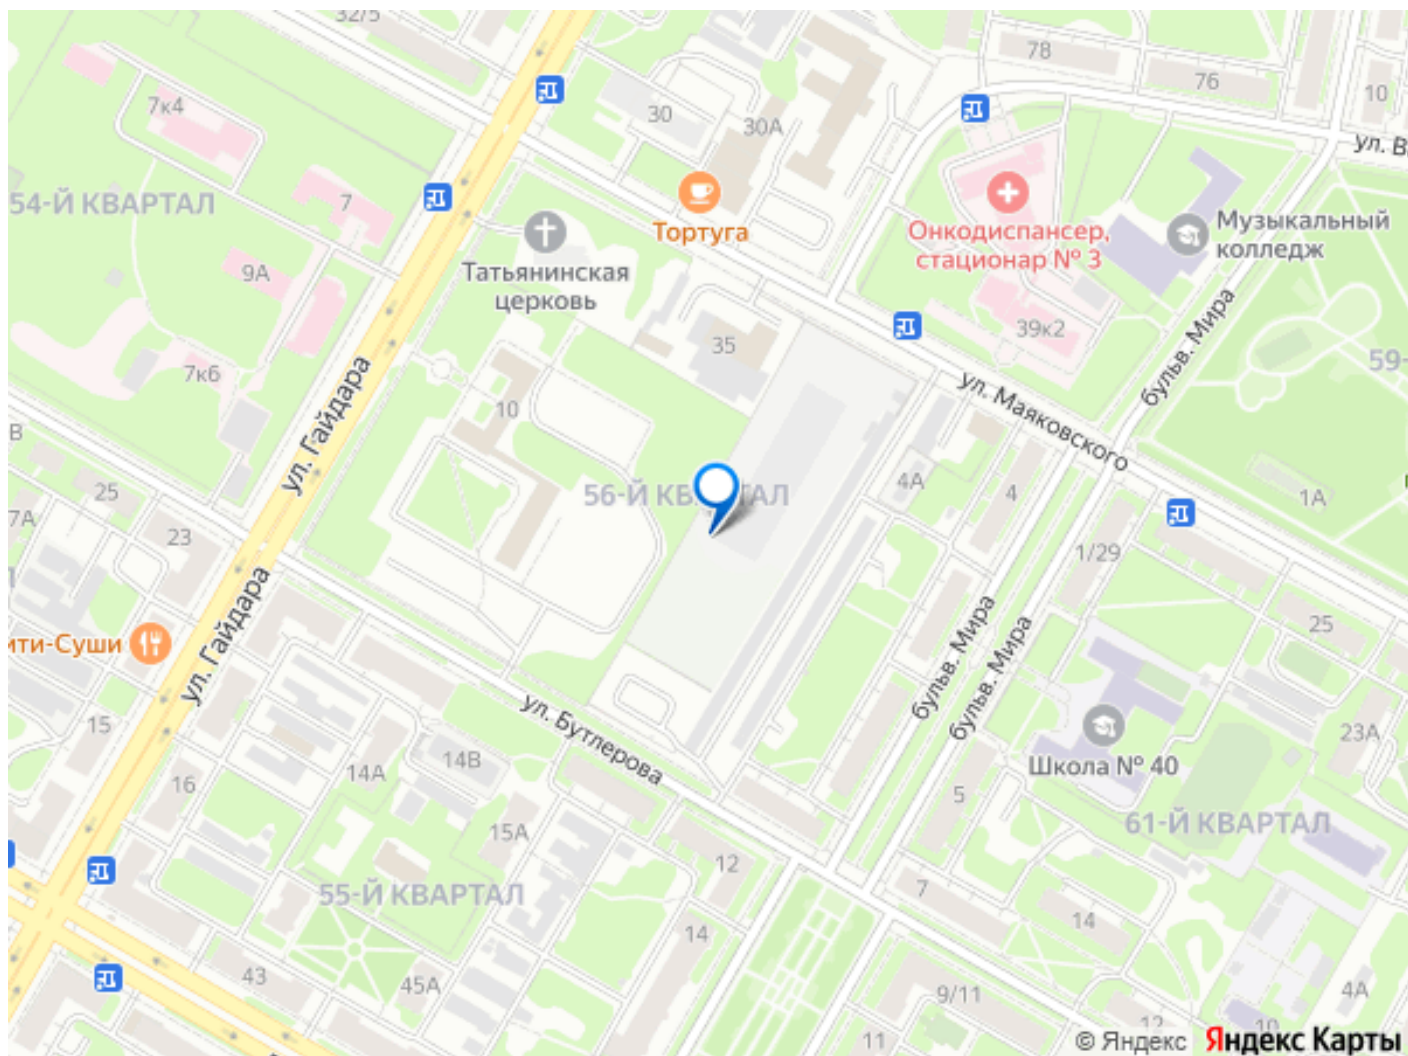 32/5
78
76
10
7к4
30
30А
ул. В
54-Й КВАРТАЛ
7
Тортуга
Онкодиспансер,
стационар № 3
Музыкальный
колледж
9А
Татьянинская
церковь
бульв. Мира
39к2
35
59-
7к6
ул. Гайдара
10
ул. Маяковского
В
25
56-Й КВАРТАЛ
4А
4
1А
7А
23
1/29
ул. Гайдара
ити-Суши
бульв. Мира
бульв. Мира
25
15
ул. Бутлерова
23А
14А
14В
Школа № 40
16
5
15А
61-Й КВАРТАЛ
12
55-Й КВАРТАЛ
7
14
14
43
45А
9/11
4А
11
12
10
© Яндекс Яндекс Карты